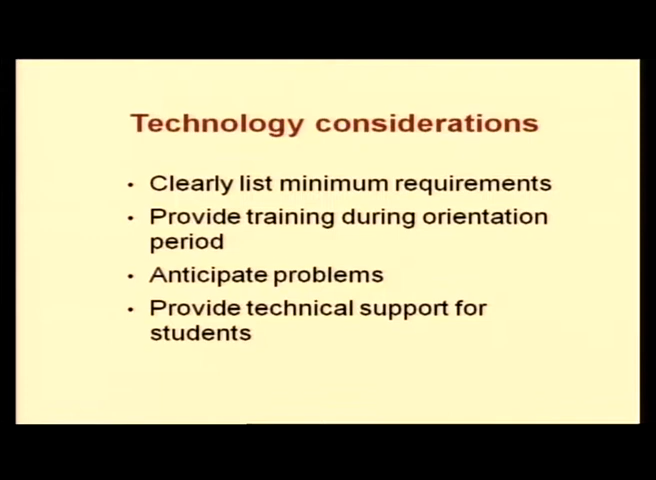 Technology considerations
• Clearly list minimum requirements
• Provide training during orientation
period
• Anticipate problems
• Provide technical support for
students